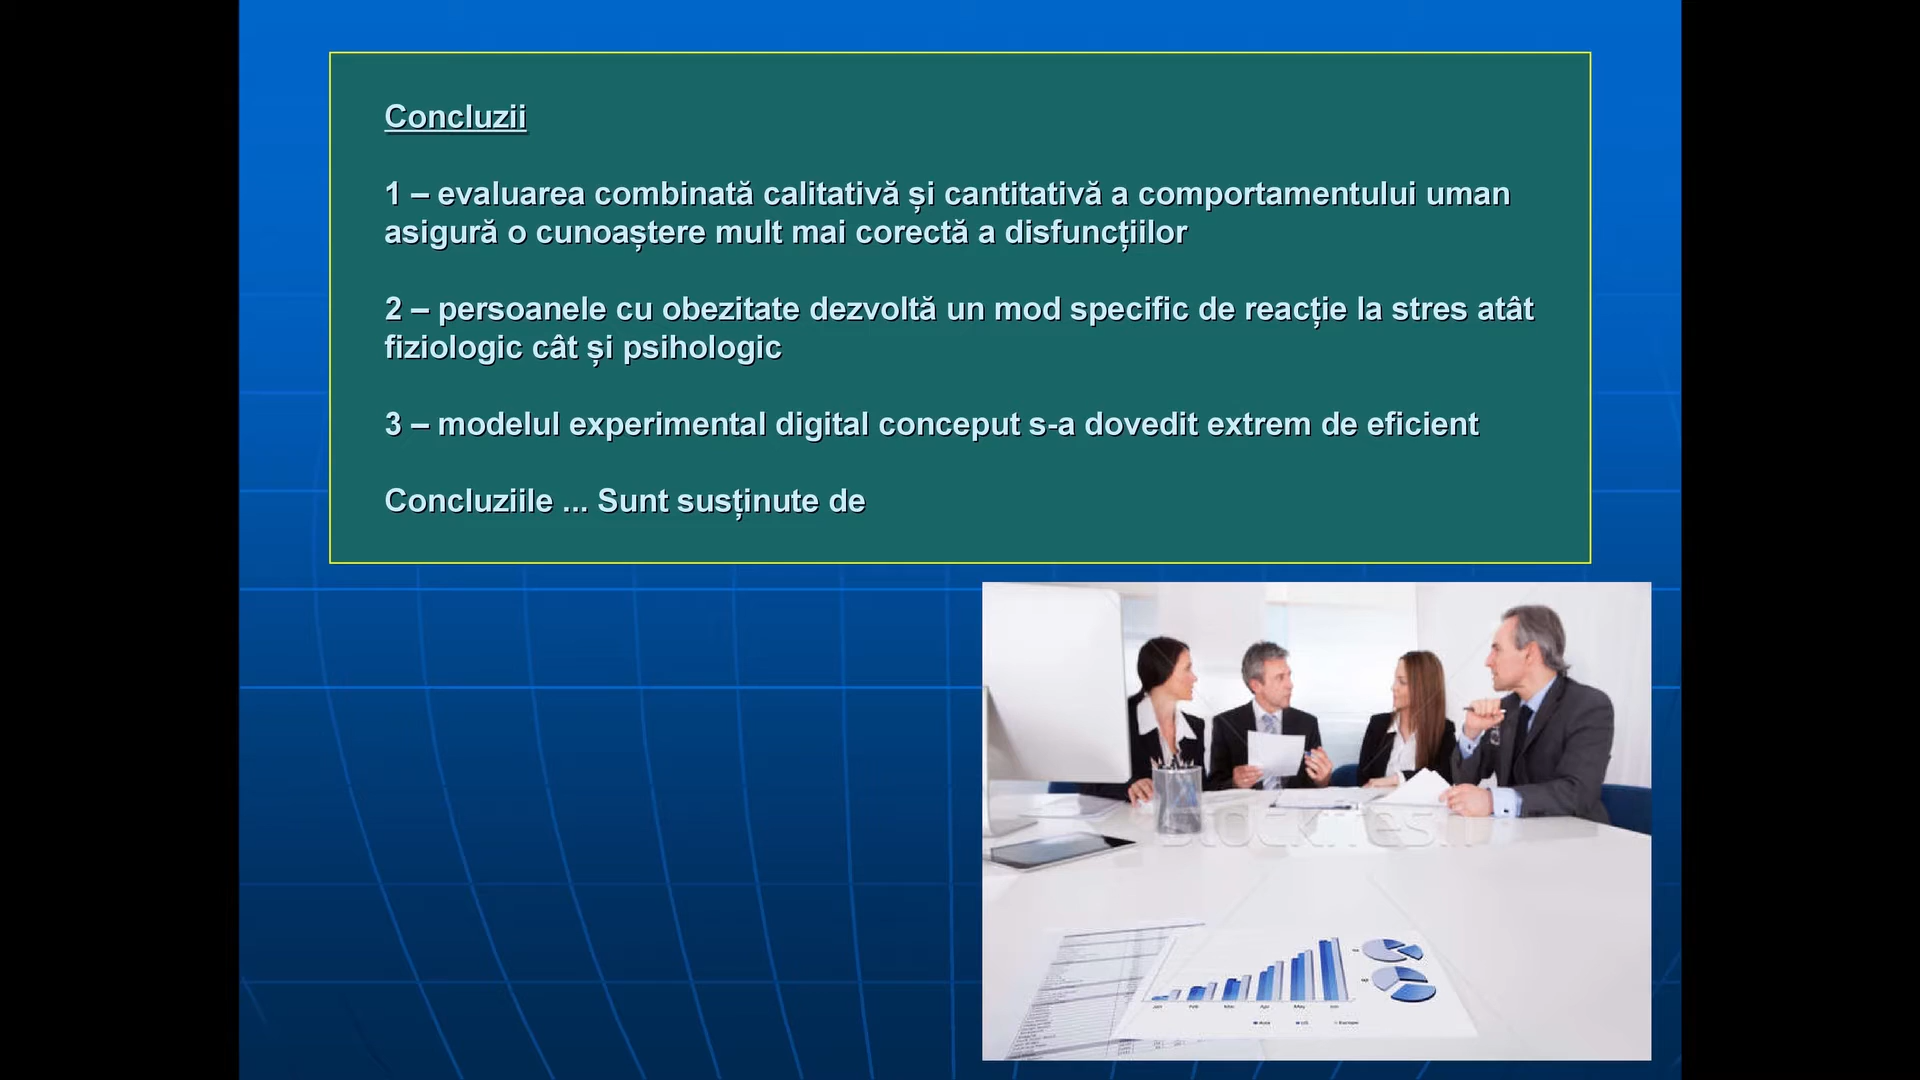 Concluzii
1 – evaluarea combinată calitativă și cantitativă a comportamentului uman
asigură o cunoaștere mult mai corectă a disfuncțiilor
2 – persoanele cu obezitate dezvoltă un mod specific de reacție la stres atât
fiziologic cât și psihologic
3 – modelul experimental digital conceput s-a dovedit extrem de eficient
Concluziile ... Sunt susținute de